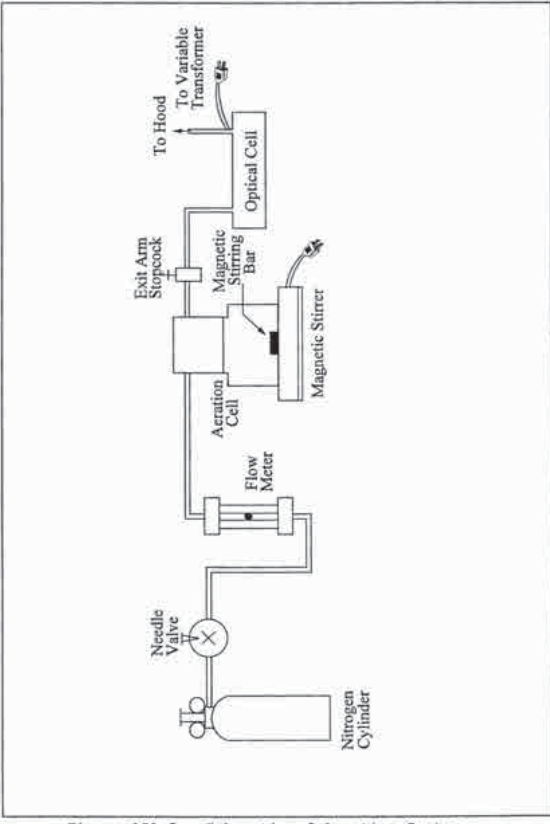 Nitrogen
Cylinder
Needle
Valve
Flow
Meter
Aeration
Cell
Magnetic Stirrer
Magnetic
Stirring
Bar
Exit Arm
Stopcock
Optical Cell
To Hood
To Variable
Transformer